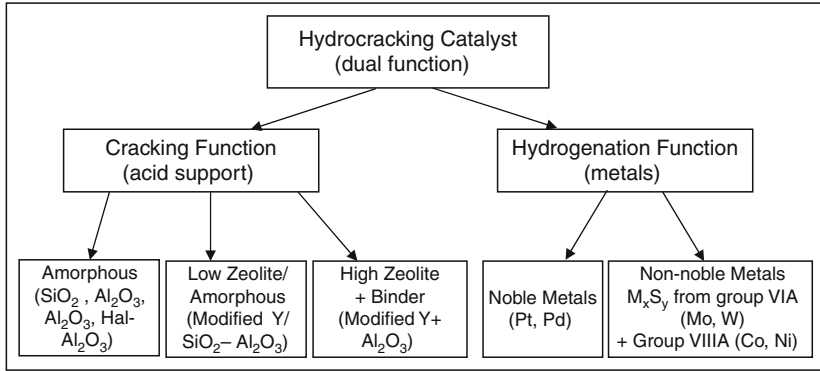 Hydrocracking Catalyst
(dual function)
Cracking Function
(acid support)
Hydrogenation Function
(metals)
Amorphous
(SiO₂ , Al₂O₃,
Al₂O₃, Hal-
Al₂O₃)
Low Zeolite/
Amorphous
(Modified Y/
SiO₂– Al₂O₃)
High Zeolite
+ Binder
(Modified Y+
Al₂O₃)
Noble Metals
(Pt, Pd)
Non-noble Metals
MₓSᵧ from group VIA
(Mo, W)
+ Group VIIIA (Co, Ni)